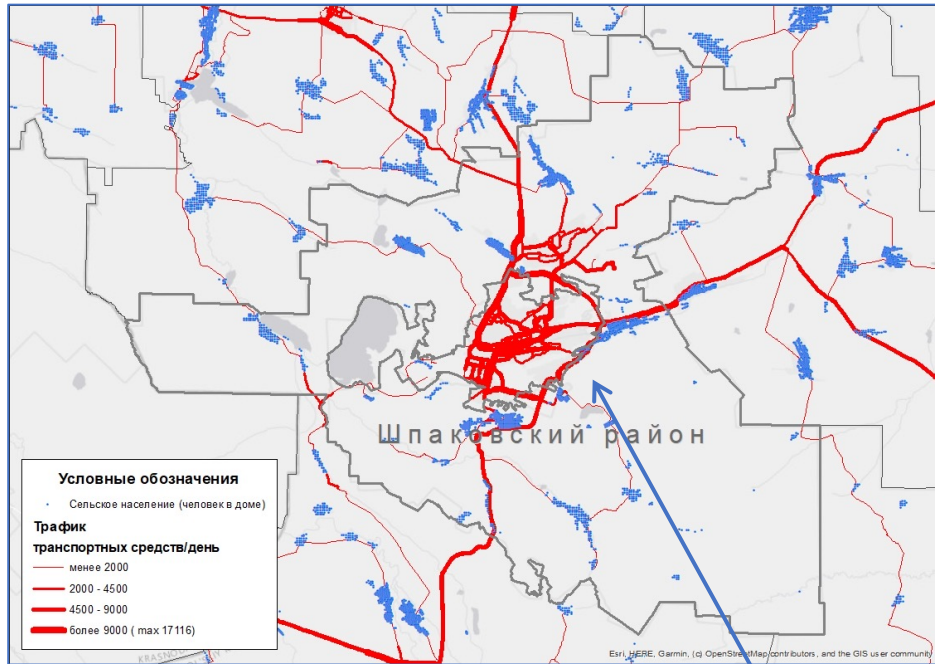 Шпаковский район
Условные обозначения
Сельское население (человек в доме)
Трафик
транспортных средств/день
менее 2000
2000 - 4500
4500 - 9000
более 9000 ( max 17116)
Esri, HERE, Garmin, (c) OpenStreetMap contributors, and the GIS user community